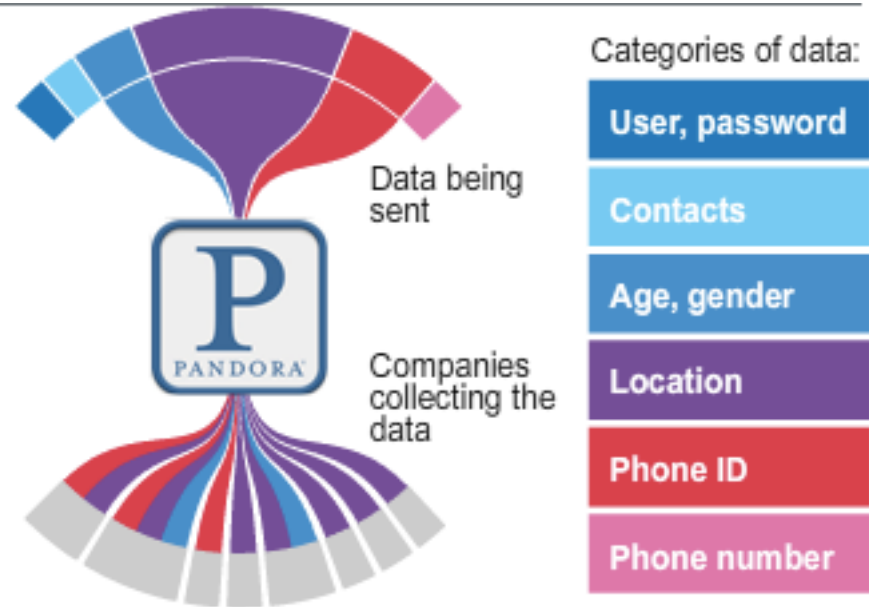 Categories of data:
User, password
Contacts
Age, gender
Location
Phone ID
Phone number
Data being
sent
P
PANDORA
Companies
collecting the
data